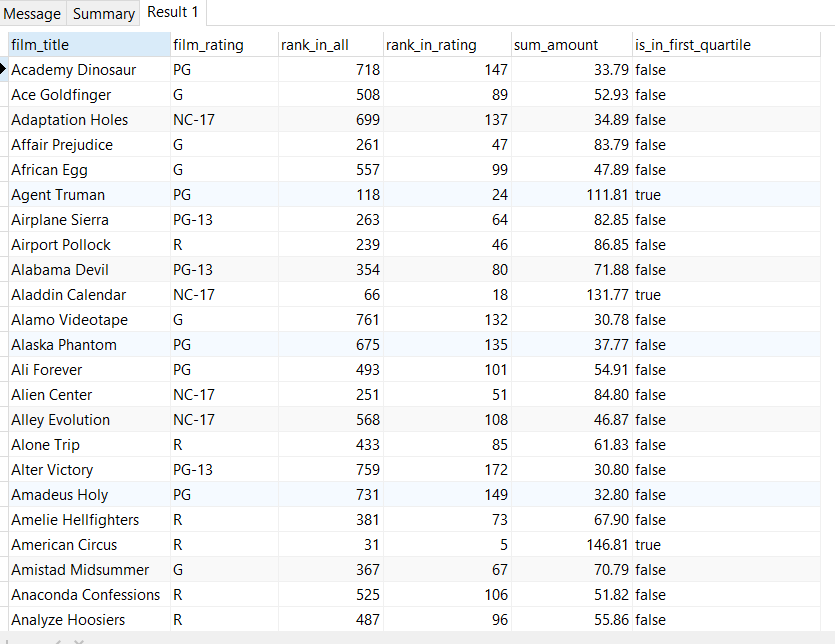 Message Summary Result 1
film_title film_rating rank_in_all rank_in_rating sum_amount is_in_first_quartile
Academy Dinosaur PG 718 147 33.79 false
Ace Goldfinger G 508 89 52.93 false
Adaptation Holes NC-17 699 137 34.89 false
Affair Prejudice G 261 47 83.79 false
African Egg G 557 99 47.89 false
Agent Truman PG 118 24 111.81 true
Airplane Sierra PG-13 263 64 82.85 false
Airport Pollock R 239 46 86.85 false
Alabama Devil PG-13 354 80 71.88 false
Aladdin Calendar NC-17 66 18 131.77 true
Alamo Videotape G 761 132 30.78 false
Alaska Phantom PG 675 135 37.77 false
Ali Forever PG 493 101 54.91 false
Alien Center NC-17 251 51 84.80 false
Alley Evolution NC-17 568 108 46.87 false
Alone Trip R 433 85 61.83 false
Alter Victory PG-13 759 172 30.80 false
Amadeus Holy PG 731 149 32.80 false
Amelie Hellfighters R 381 73 67.90 false
American Circus R 31 5 146.81 true
Amistad Midsummer G 367 67 70.79 false
Anaconda Confessions R 525 106 51.82 false
Analyze Hoosiers R 487 96 55.86 false